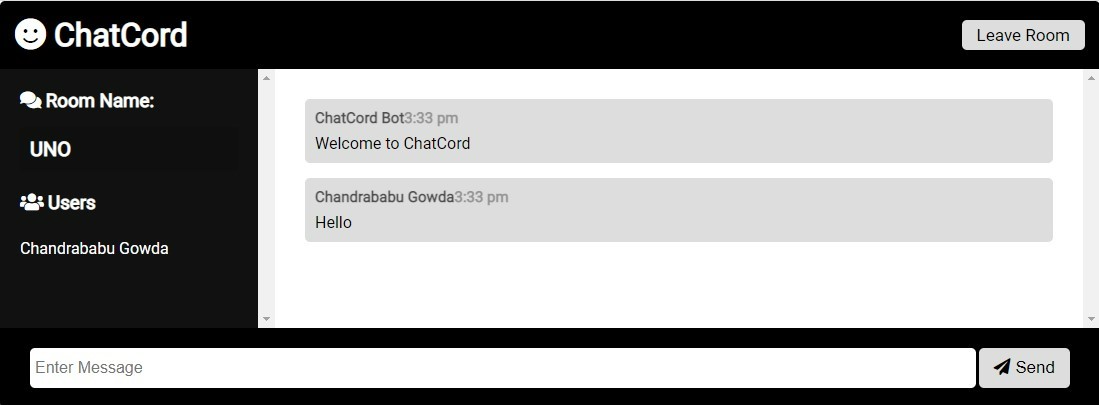 ChatCord
Leave Room
Room Name:
UNO
Users
Chandrababu Gowda
ChatCord Bot3:33 pm
Welcome to ChatCord
Chandrababu Gowda3:33 pm
Hello
Enter Message
Send